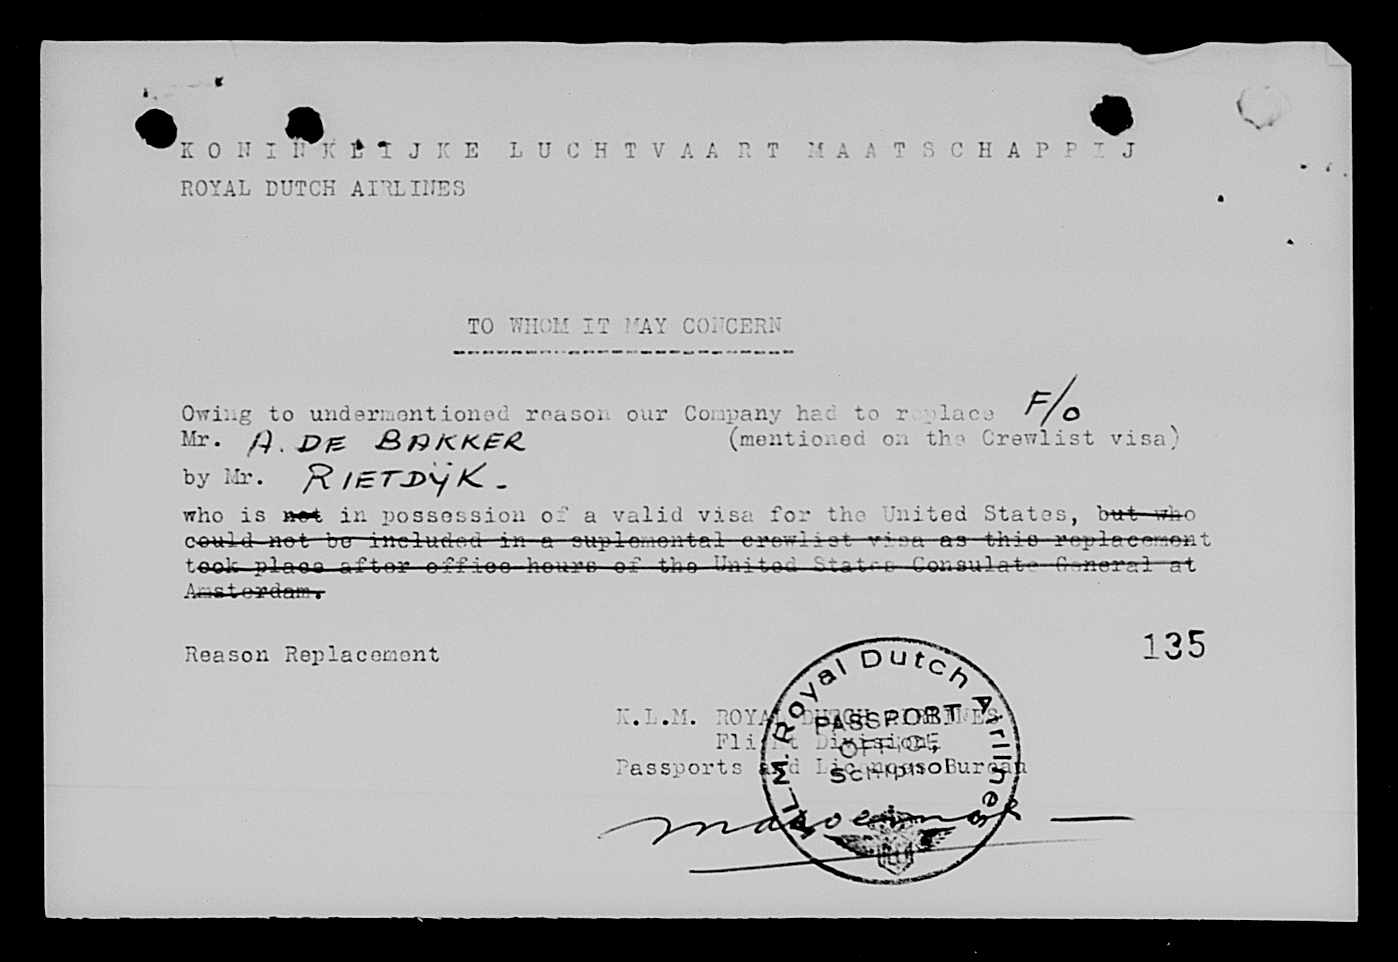 KONINKLIJKE LUCHTVAART MAATSCHAPPIJ
ROYAL DUTCH AIRLINES
TO WHOM IT MAY CONCERN
Owing to undermentioned reason our Company had to replace F/O
Mr. A. DE BAKKER (mentioned on the Crewlist visa)
by Mr. RIETDIJK -
who is not in possession of a valid visa for the United States, but who
could not be included in a suplemental crewlist visa as this replacement
took place after office hours of the United States Consulate General at
Amsterdam.
Reason Replacement
135
K.L.M. ROYAL DUTCH AIRLINES
Flight Division,
Passports and Licences Bureau
K.L.M. Royal Dutch Airlines
PASSPORT
OFFICE
Schiphol